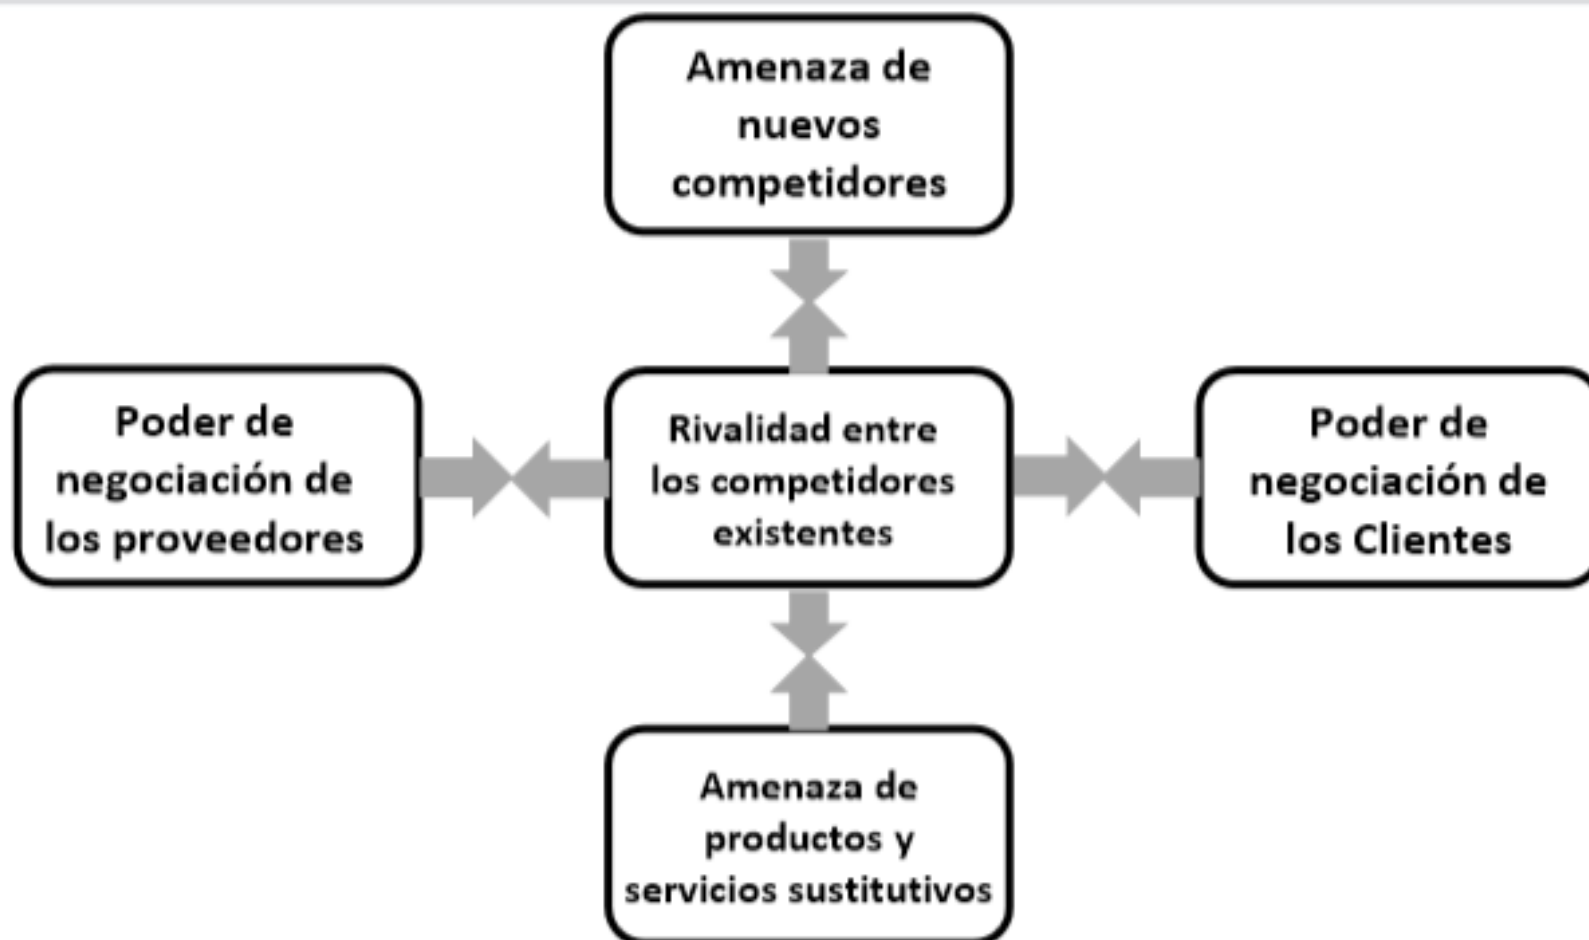 Amenaza de
nuevos
competidores
Poder de
negociación de
los proveedores
Rivalidad entre
los competidores
existentes
Poder de
negociación de
los Clientes
Amenaza de
productos y
servicios sustitutivos